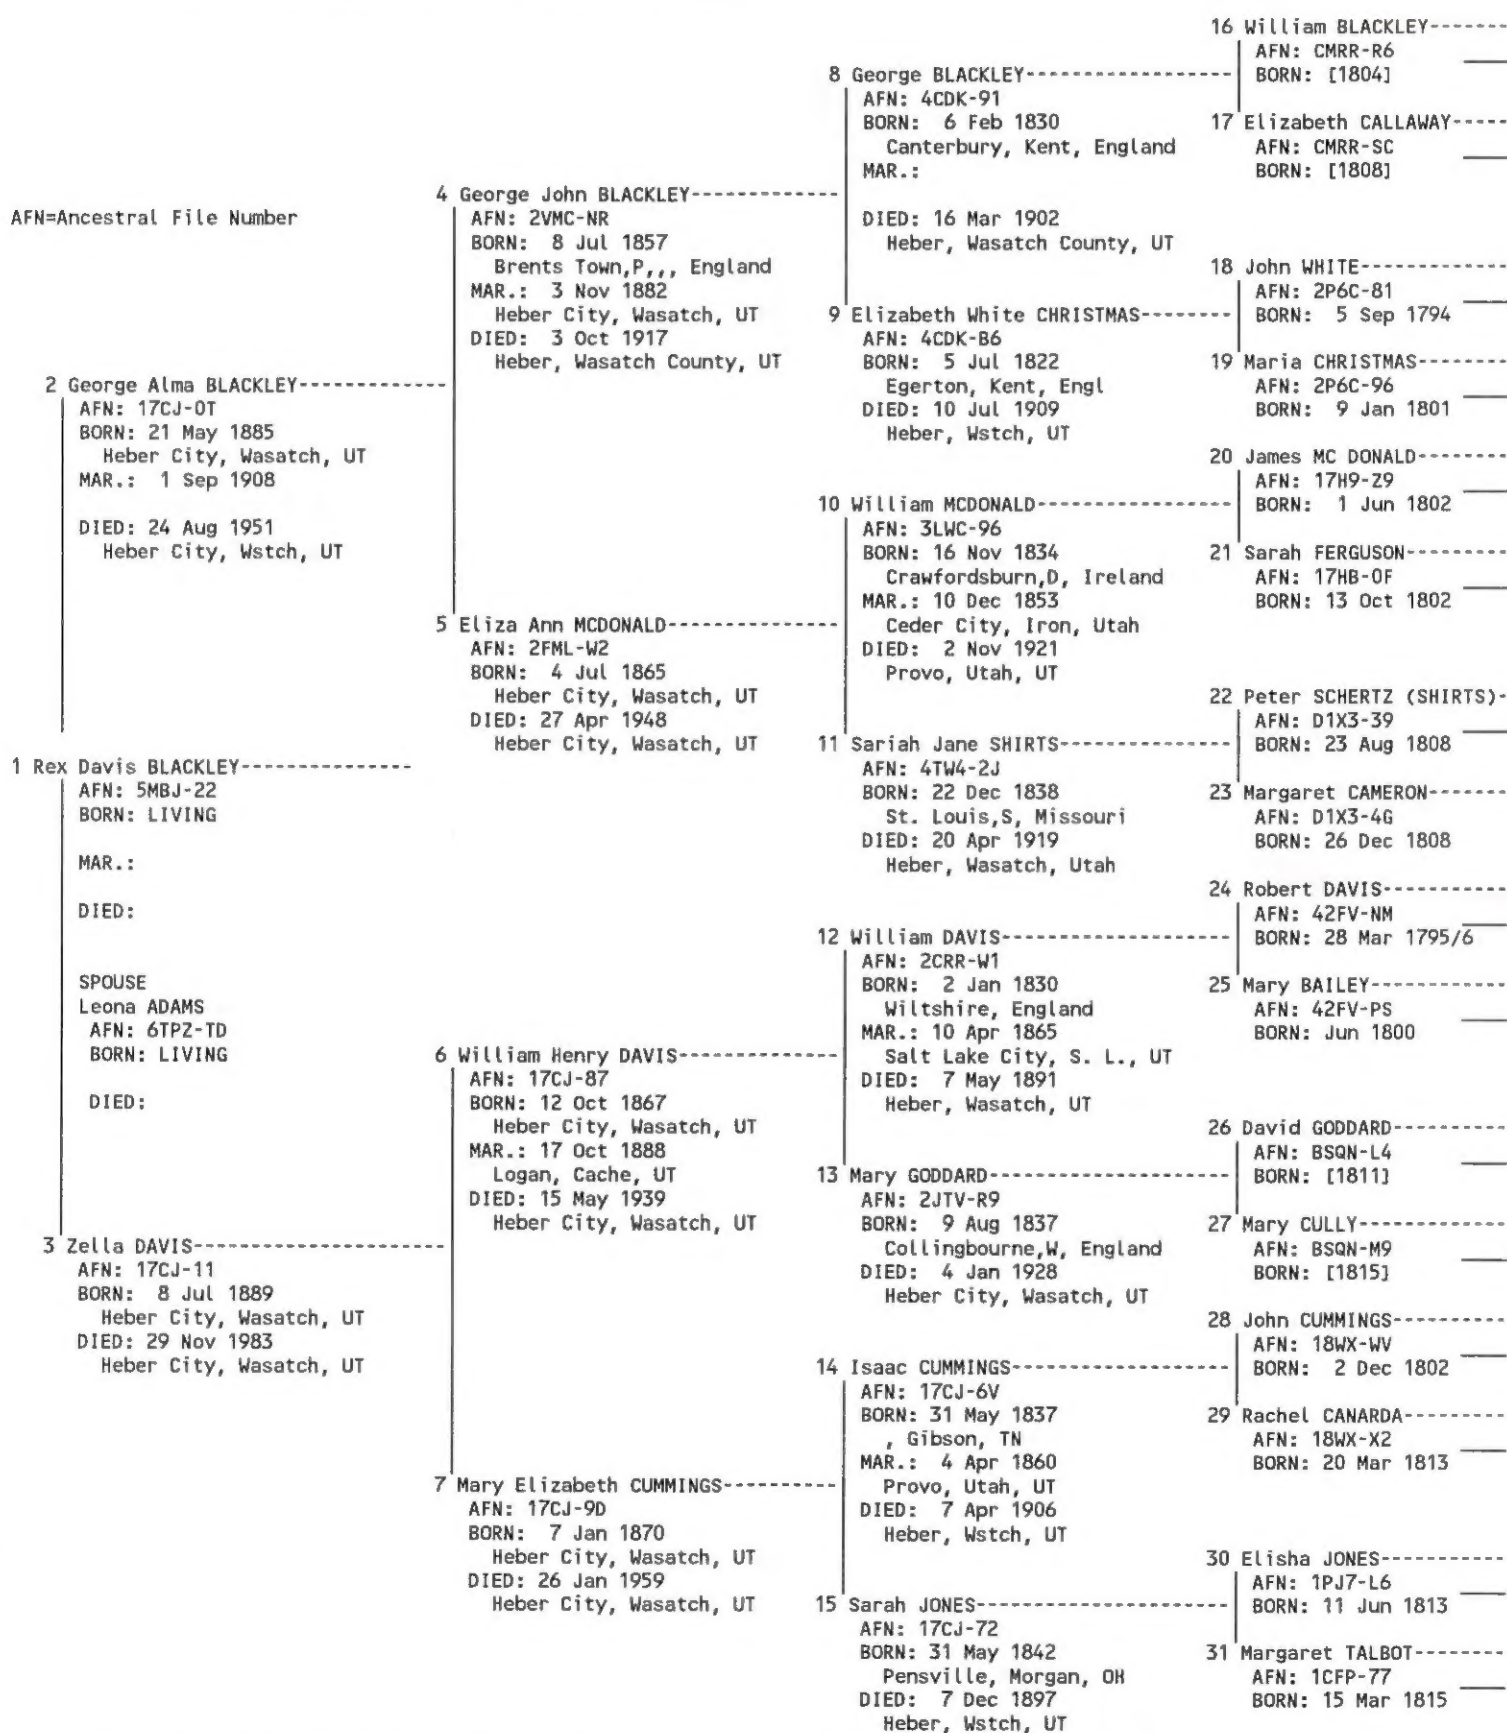 AFN=Ancestral File Number
1 Rex Davis BLACKLEY
AFN: 5MBJ-22
BORN: LIVING
MAR.:
DIED:
SPOUSE
Leona ADAMS
AFN: 6TPZ-TD
BORN: LIVING
DIED:
2 George Alma BLACKLEY
AFN: 17CJ-0T
BORN: 21 May 1885
Heber City, Wasatch, UT
MAR.: 1 Sep 1908
DIED: 24 Aug 1951
Heber City, Wstch, UT
3 Zella DAVIS
AFN: 17CJ-11
BORN: 8 Jul 1889
Heber City, Wasatch, UT
DIED: 29 Nov 1983
Heber City, Wasatch, UT
4 George John BLACKLEY
AFN: 2VMC-NR
BORN: 8 Jul 1857
Brents Town,P,,, England
MAR.: 3 Nov 1882
Heber City, Wasatch, UT
DIED: 3 Oct 1917
Heber, Wasatch County, UT
5 Eliza Ann MCDONALD
AFN: 2FML-W2
BORN: 4 Jul 1865
Heber City, Wasatch, UT
DIED: 27 Apr 1948
Heber City, Wasatch, UT
6 William Henry DAVIS
AFN: 17CJ-87
BORN: 12 Oct 1867
Heber City, Wasatch, UT
MAR.: 17 Oct 1888
Logan, Cache, UT
DIED: 15 May 1939
Heber City, Wasatch, UT
7 Mary Elizabeth CUMMINGS
AFN: 17CJ-9D
BORN: 7 Jan 1870
Heber City, Wasatch, UT
DIED: 26 Jan 1959
Heber City, Wasatch, UT
8 George BLACKLEY
AFN: 4CDK-91
BORN: 6 Feb 1830
Canterbury, Kent, England
MAR.:
DIED: 16 Mar 1902
Heber, Wasatch County, UT
9 Elizabeth White CHRISTMAS
AFN: 4CDK-B6
BORN: 5 Jul 1822
Egerton, Kent, Engl
DIED: 10 Jul 1909
Heber, Wstch, UT
10 William MCDONALD
AFN: 3LWC-96
BORN: 16 Nov 1834
Crawfordsburn,D, Ireland
MAR.: 10 Dec 1853
Ceder City, Iron, Utah
DIED: 2 Nov 1921
Provo, Utah, UT
11 Sariah Jane SHIRTS
AFN: 4TW4-2J
BORN: 22 Dec 1838
St. Louis,S, Missouri
DIED: 20 Apr 1919
Heber, Wasatch, Utah
12 William DAVIS
AFN: 2CRR-W1
BORN: 2 Jan 1830
Wiltshire, England
MAR.: 10 Apr 1865
Salt Lake City, S. L., UT
DIED: 7 May 1891
Heber, Wasatch, UT
13 Mary GODDARD
AFN: 2JTV-R9
BORN: 9 Aug 1837
Collingbourne,W, England
DIED: 4 Jan 1928
Heber City, Wasatch, UT
14 Isaac CUMMINGS
AFN: 17CJ-6V
BORN: 31 May 1837
, Gibson, TN
MAR.: 4 Apr 1860
Provo, Utah, UT
DIED: 7 Apr 1906
Heber, Wstch, UT
15 Sarah JONES
AFN: 17CJ-72
BORN: 31 May 1842
Pensville, Morgan, OH
DIED: 7 Dec 1897
Heber, Wstch, UT
16 William BLACKLEY
AFN: CMRR-R6
BORN: [1804]
17 Elizabeth CALLAWAY
AFN: CMRR-SC
BORN: [1808]
18 John WHITE
AFN: 2P6C-81
BORN: 5 Sep 1794
19 Maria CHRISTMAS
AFN: 2P6C-96
BORN: 9 Jan 1801
20 James MC DONALD
AFN: 17H9-Z9
BORN: 1 Jun 1802
21 Sarah FERGUSON
AFN: 17HB-0F
BORN: 13 Oct 1802
22 Peter SCHERTZ (SHIRTS)
AFN: D1X3-39
BORN: 23 Aug 1808
23 Margaret CAMERON
AFN: D1X3-4G
BORN: 26 Dec 1808
24 Robert DAVIS
AFN: 42FV-NM
BORN: 28 Mar 1795/6
25 Mary BAILEY
AFN: 42FV-PS
BORN: Jun 1800
26 David GODDARD
AFN: BSQN-L4
BORN: [1811]
27 Mary CULLY
AFN: BSQN-M9
BORN: [1815]
28 John CUMMINGS
AFN: 18WX-WV
BORN: 2 Dec 1802
29 Rachel CANARDA
AFN: 18WX-X2
BORN: 20 Mar 1813
30 Elisha JONES
AFN: 1PJ7-L6
BORN: 11 Jun 1813
31 Margaret TALBOT
AFN: 1CFP-77
BORN: 15 Mar 1815